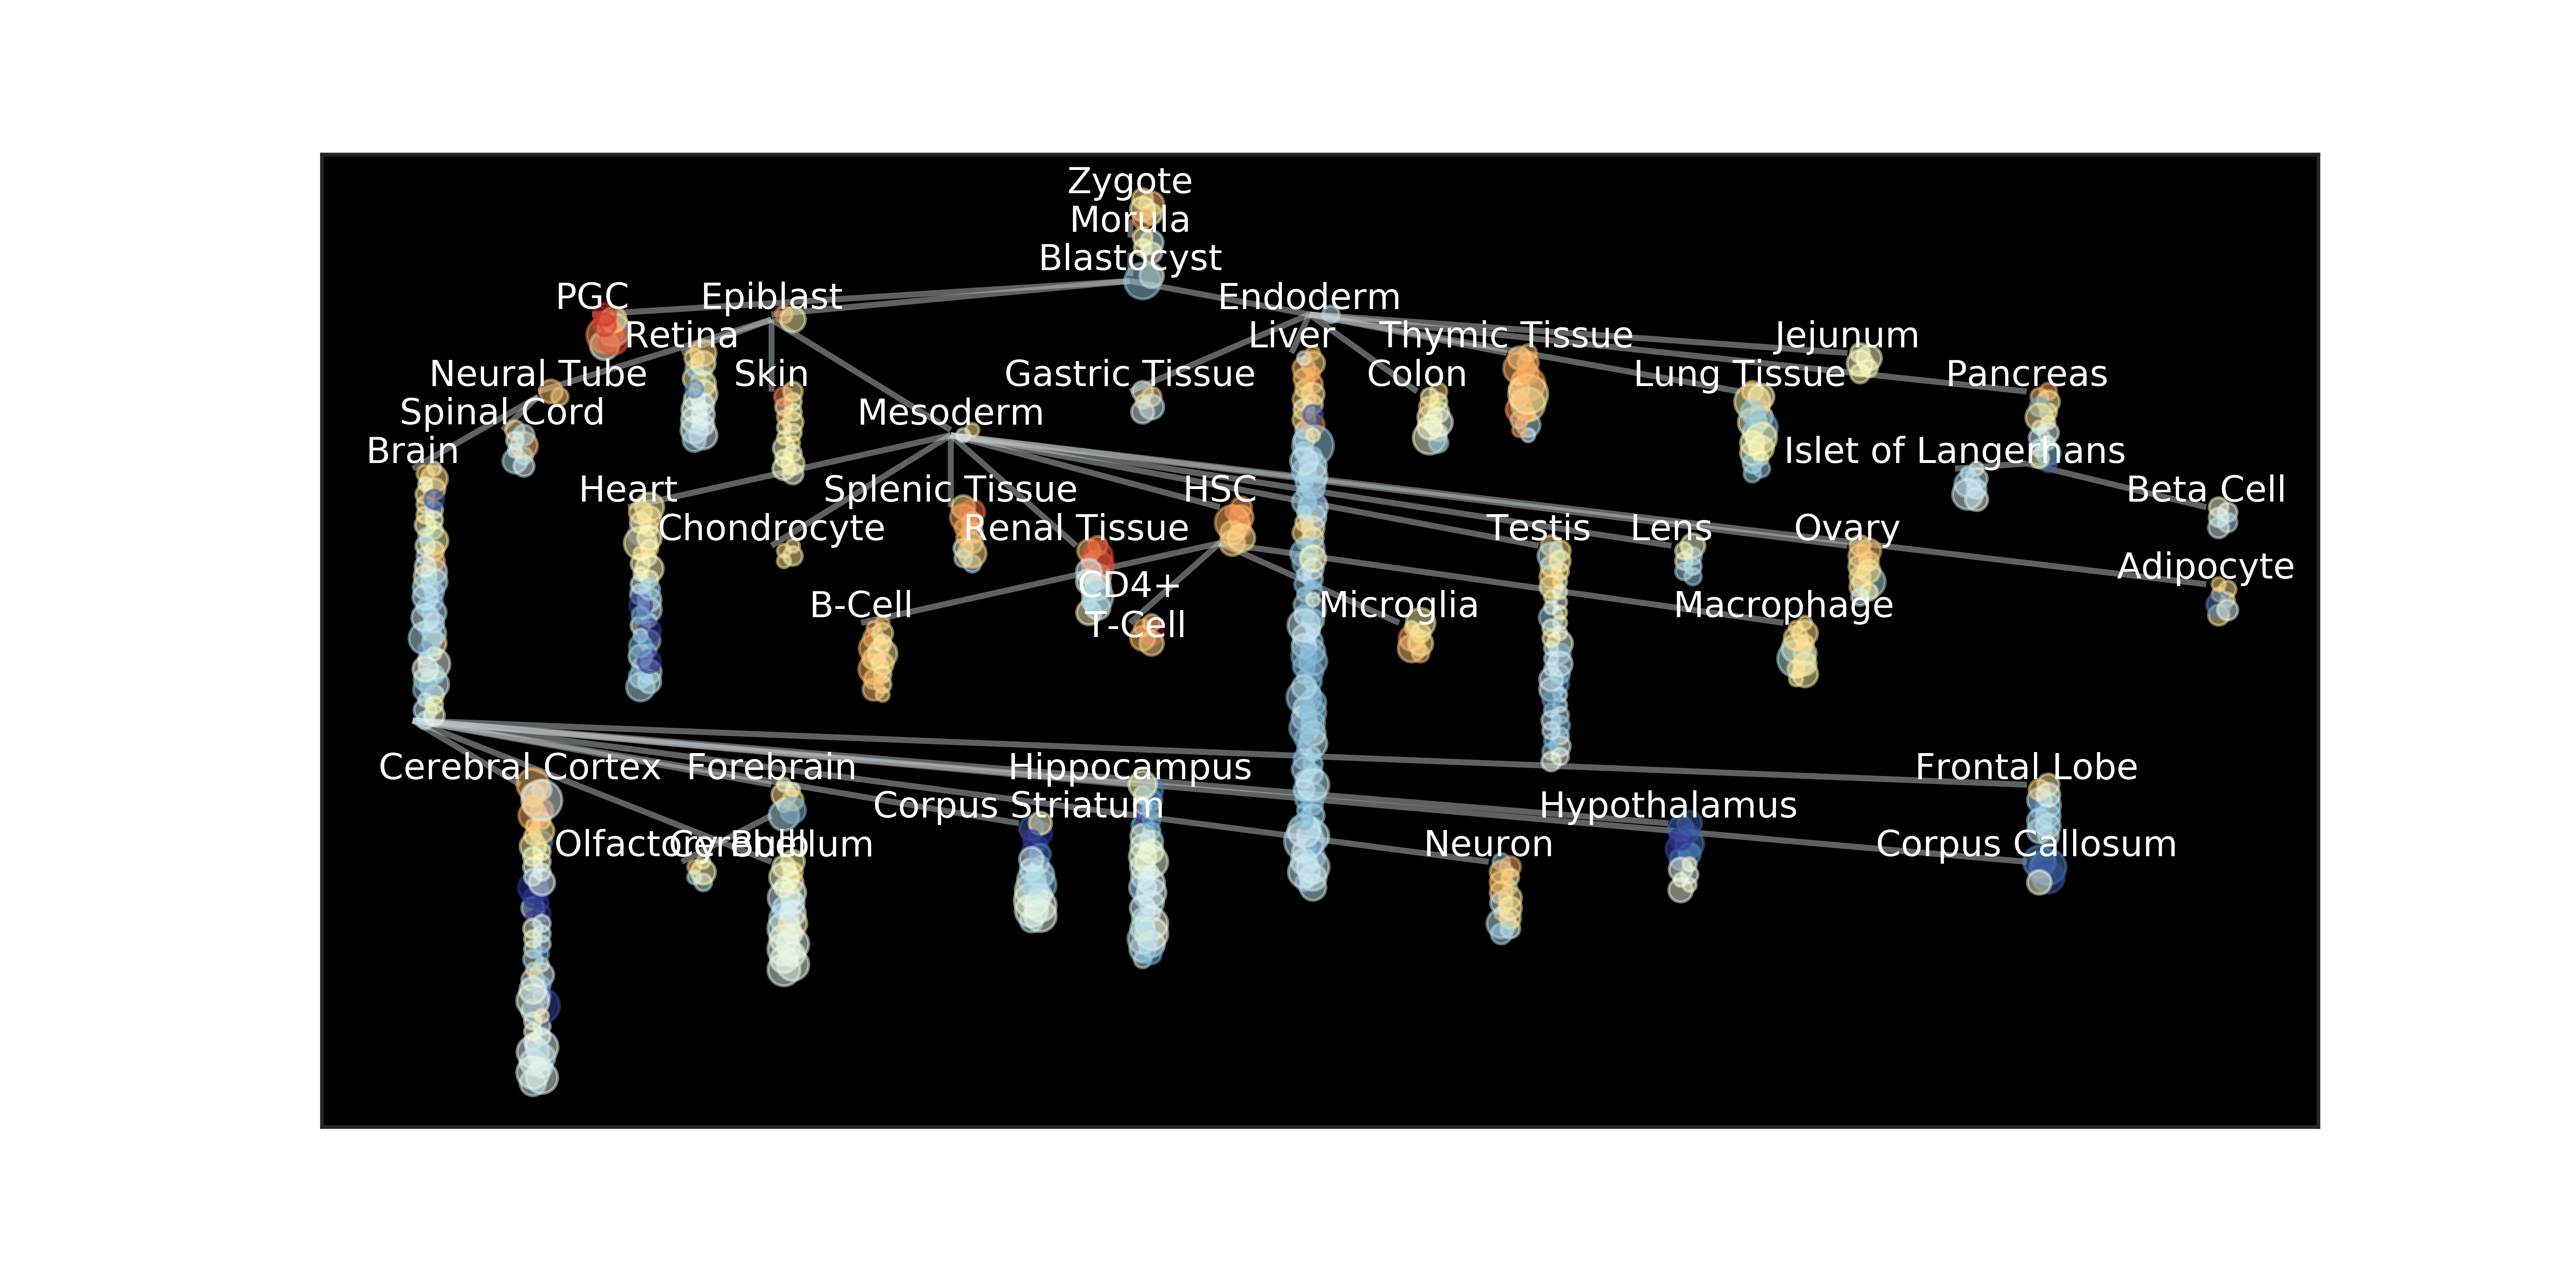 Zygote
Morula
Blastocyst
PGC
Epiblast
Endoderm
Retina
Liver
Thymic Tissue
Jejunum
Neural Tube
Skin
Gastric Tissue
Colon
Lung Tissue
Pancreas
Spinal Cord
Mesoderm
Brain
Islet of Langerhans
Heart
Splenic Tissue
HSC
Beta Cell
Chondrocyte
Renal Tissue
Testis
Lens
Ovary
Adipocyte
CD4+
T-Cell
B-Cell
Microglia
Macrophage
Cerebral Cortex
Forebrain
Hippocampus
Frontal Lobe
Corpus Striatum
Hypothalamus
Olfactory Bulb
Cerebellum
Neuron
Corpus Callosum